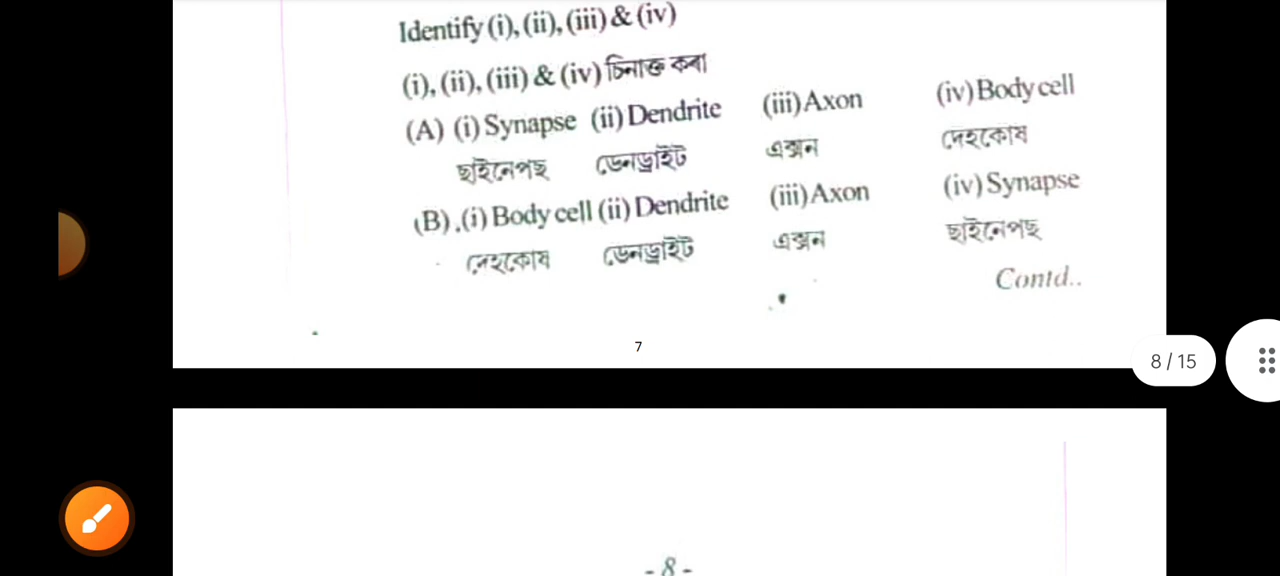 Identify (i), (ii), (iii) & (iv)
(i), (ii), (iii) & (iv) চিনাক্ত কৰা
(A) (i) Synapse (ii) Dendrite (iii) Axon (iv) Body cell
ছাইনেপছ ডেনড্ৰাইট এক্সন দেহকোষ
(B) .(i) Body cell (ii) Dendrite (iii) Axon (iv) Synapse
দেহকোষ ডেনড্ৰাইট এক্সন ছাইনেপছ
Contd..
7
8 / 15
- 8 -